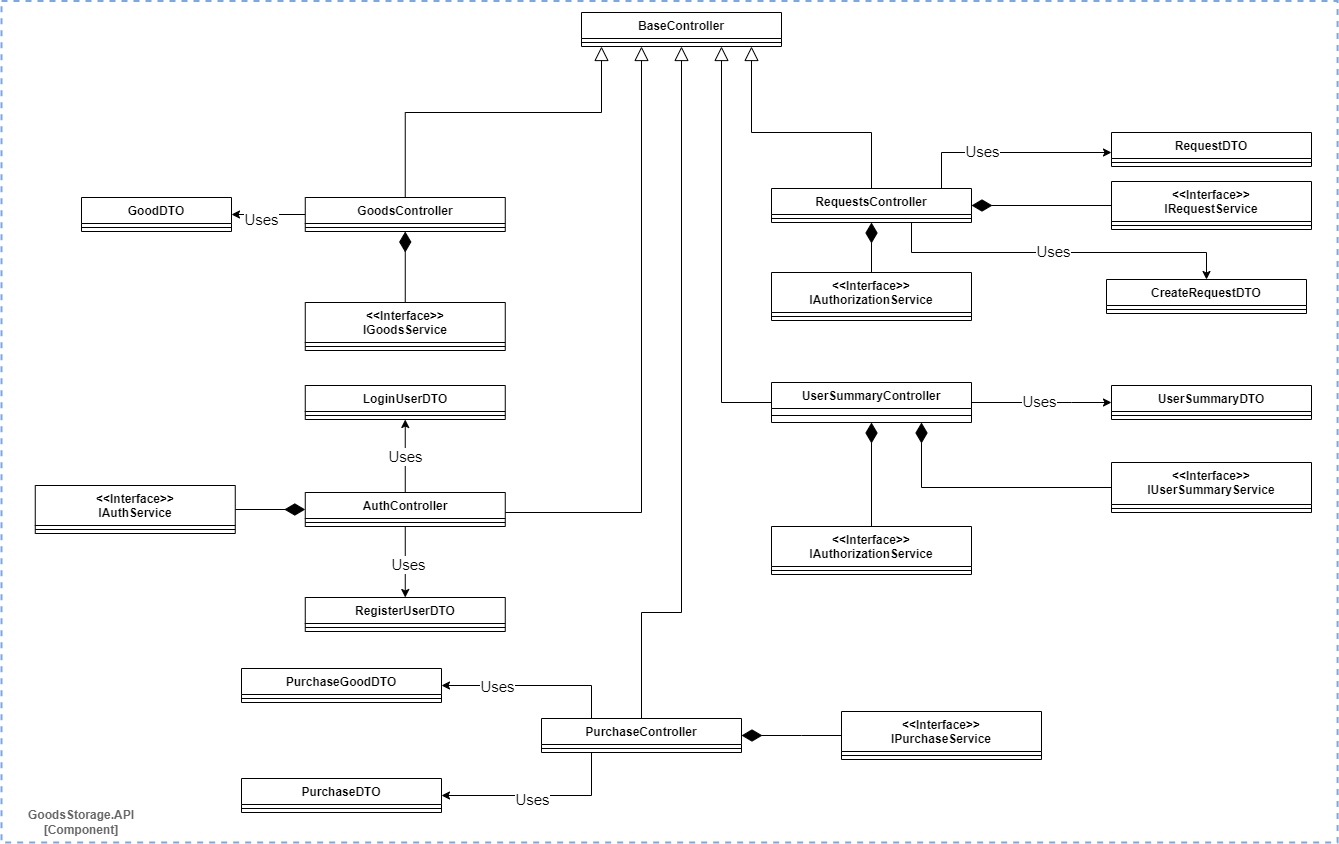 BaseController
Uses
RequestDTO
<<Interface>>
IRequestService
RequestsController
GoodDTO
Uses
GoodsController
Uses
<<Interface>>
IAuthorizationService
CreateRequestDTO
<<Interface>>
IGoodsService
LoginUserDTO
UserSummaryController
Uses
UserSummaryDTO
Uses
<<Interface>>
IUserSummaryService
<<Interface>>
IAuthService
AuthController
<<Interface>>
IAuthorizationService
Uses
RegisterUserDTO
PurchaseGoodDTO
Uses
PurchaseController
<<Interface>>
IPurchaseService
PurchaseDTO
Uses
GoodsStorage.API
[Component]